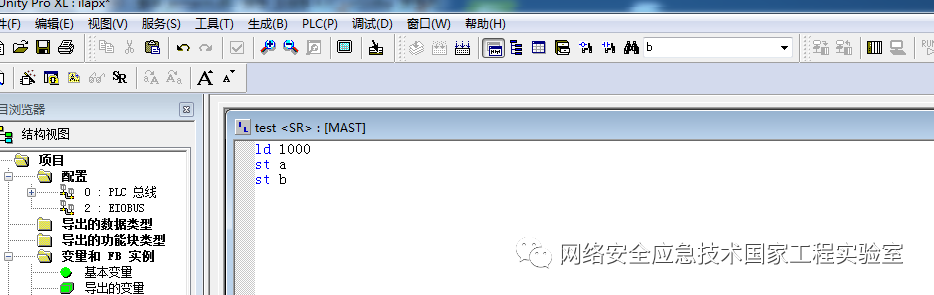 Unity Pro XL : ilapx*
件(F) 编辑(E) 视图(V) 服务(S) 工具(T) 生成(B) PLC(P) 调试(D) 窗口(W) 帮助(H)
b
RUN
SR A A
目浏览器
结构视图
项目
配置
0 : PLC 总线
2 : EIOBUS
导出的数据类型
导出的功能块类型
变量和 FB 实例
基本变量
导出的变量
IL test <SR> : [MAST]
ld 1000
st a
st b
网络安全应急技术国家工程实验室